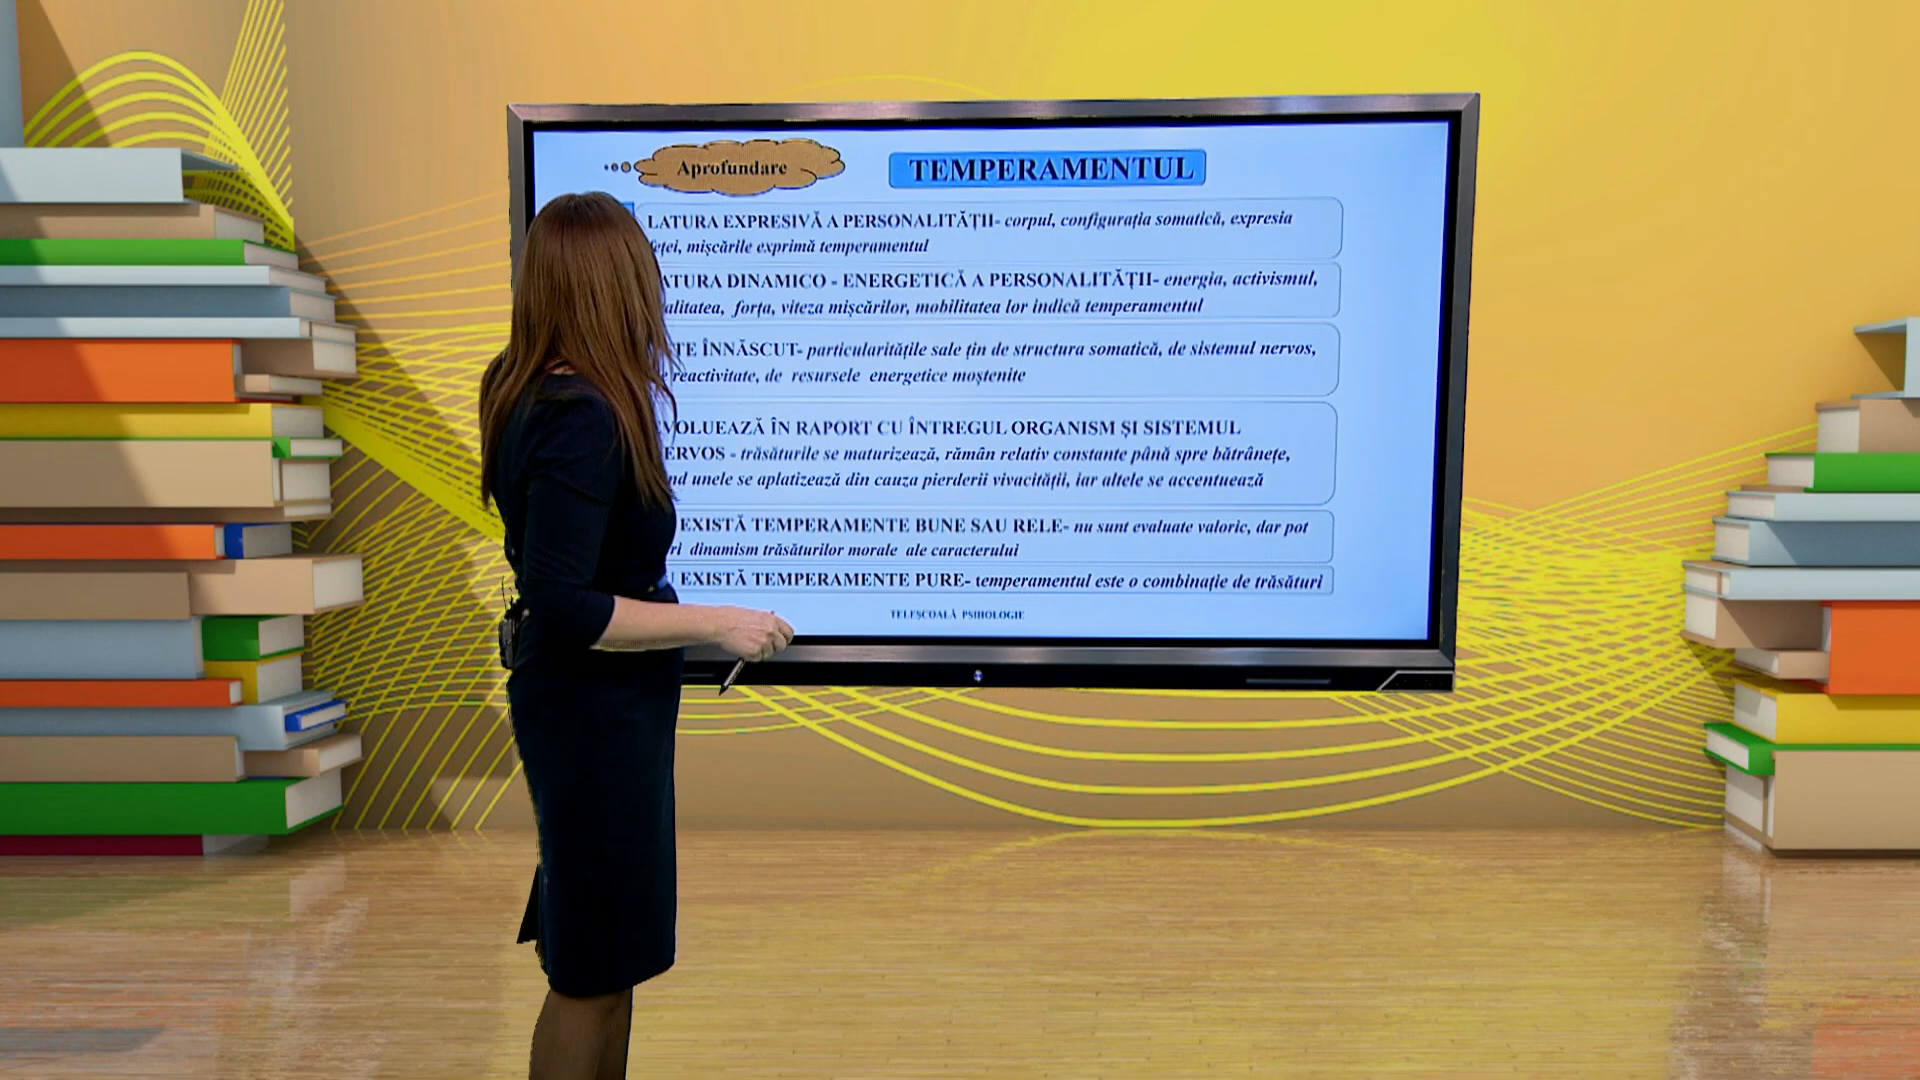 Aprofundare
TEMPERAMENTUL
LATURA EXPRESIVĂ A PERSONALITĂȚII- corpul, configurația somatică, expresia
feței, mișcările exprimă temperamentul
ATURA DINAMICO - ENERGETICĂ A PERSONALITĂȚII- energia, activismul,
alitatea, forța, viteza mișcărilor, mobilitatea lor indică temperamentul
TE ÎNNĂSCUT- particularitățile sale țin de structura somatică, de sistemul nervos,
reactivitate, de resursele energetice moștenite
VOLUEAZĂ ÎN RAPORT CU ÎNTREGUL ORGANISM ȘI SISTEMUL
ERVOS - trăsăturile se maturizează, rămân relativ constante până spre bătrânețe,
nd unele se aplatizează din cauza pierderii vivacității, iar altele se accentuează
EXISTĂ TEMPERAMENTE BUNE SAU RELE- nu sunt evaluate valoric, dar pot
ri dinamism trăsăturilor morale ale caracterului
EXISTĂ TEMPERAMENTE PURE- temperamentul este o combinație de trăsături
TELEȘCOALĂ PSIHOLOGIE